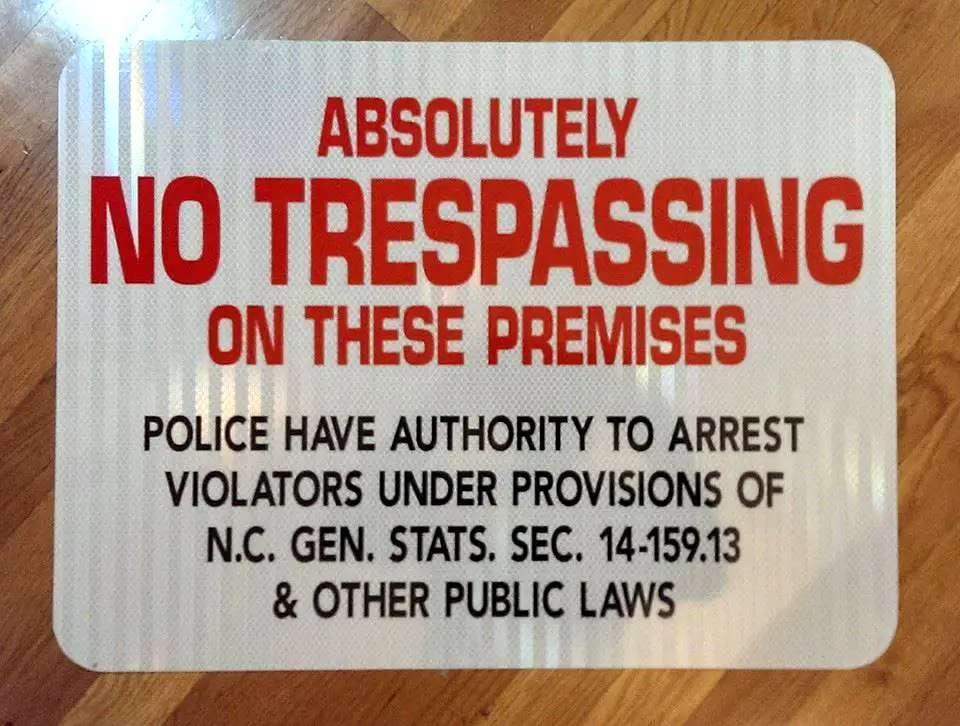 ABSOLUTELY
NO TRESPASSING
ON THESE PREMISES
POLICE HAVE AUTHORITY TO ARREST
VIOLATORS UNDER PROVISIONS OF
N.C. GEN. STATS. SEC. 14-159.13
& OTHER PUBLIC LAWS